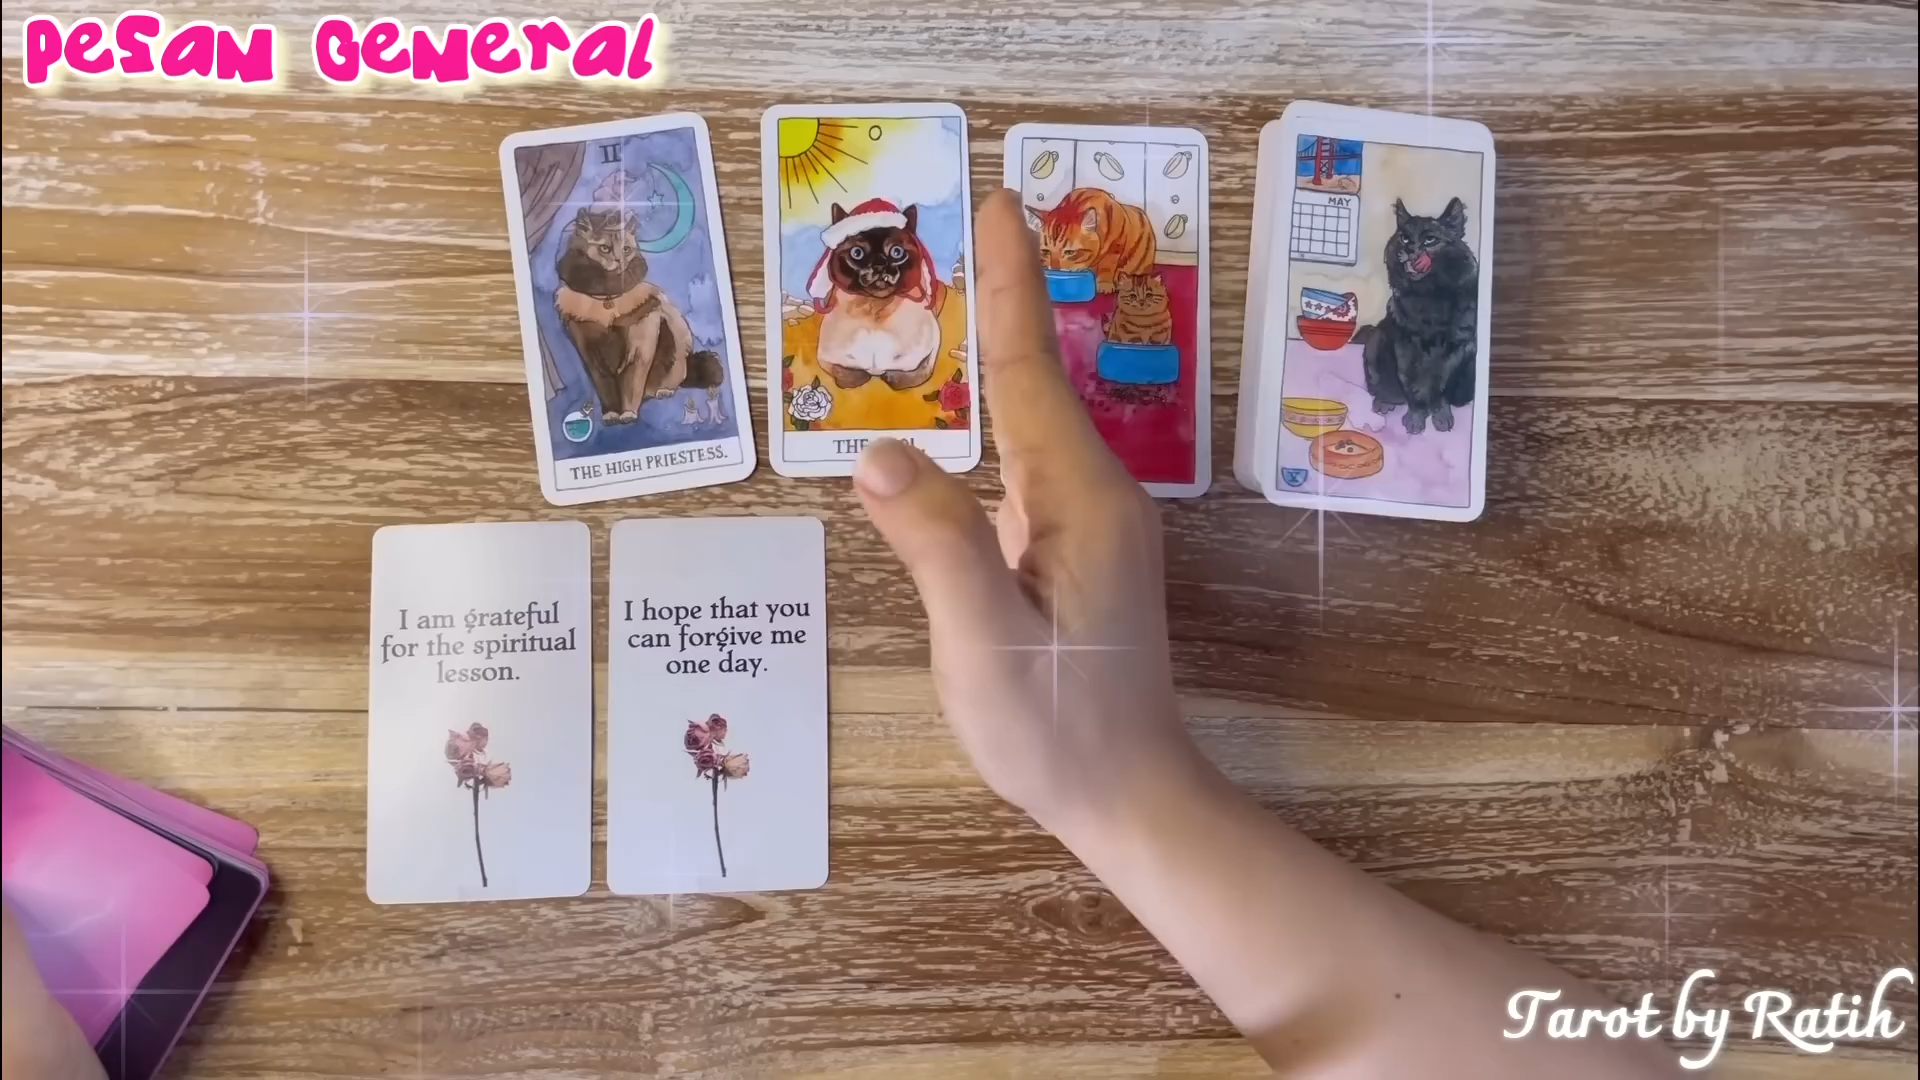 PESAN GENERAL
II
MAY
THE HIGH PRIESTESS.
V
I am grateful
for the spiritual
lesson.
I hope that you
can forgive me
one day.
Tarot by Ratih